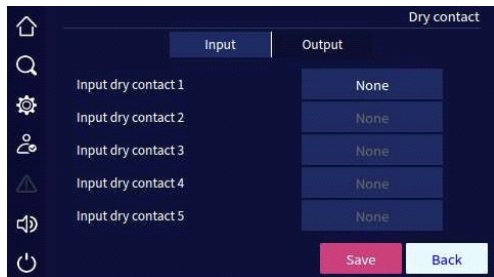 Dry contact
Input Output
Input dry contact 1 None
Input dry contact 2 None
Input dry contact 3 None
Input dry contact 4 None
Input dry contact 5 None
Save Back